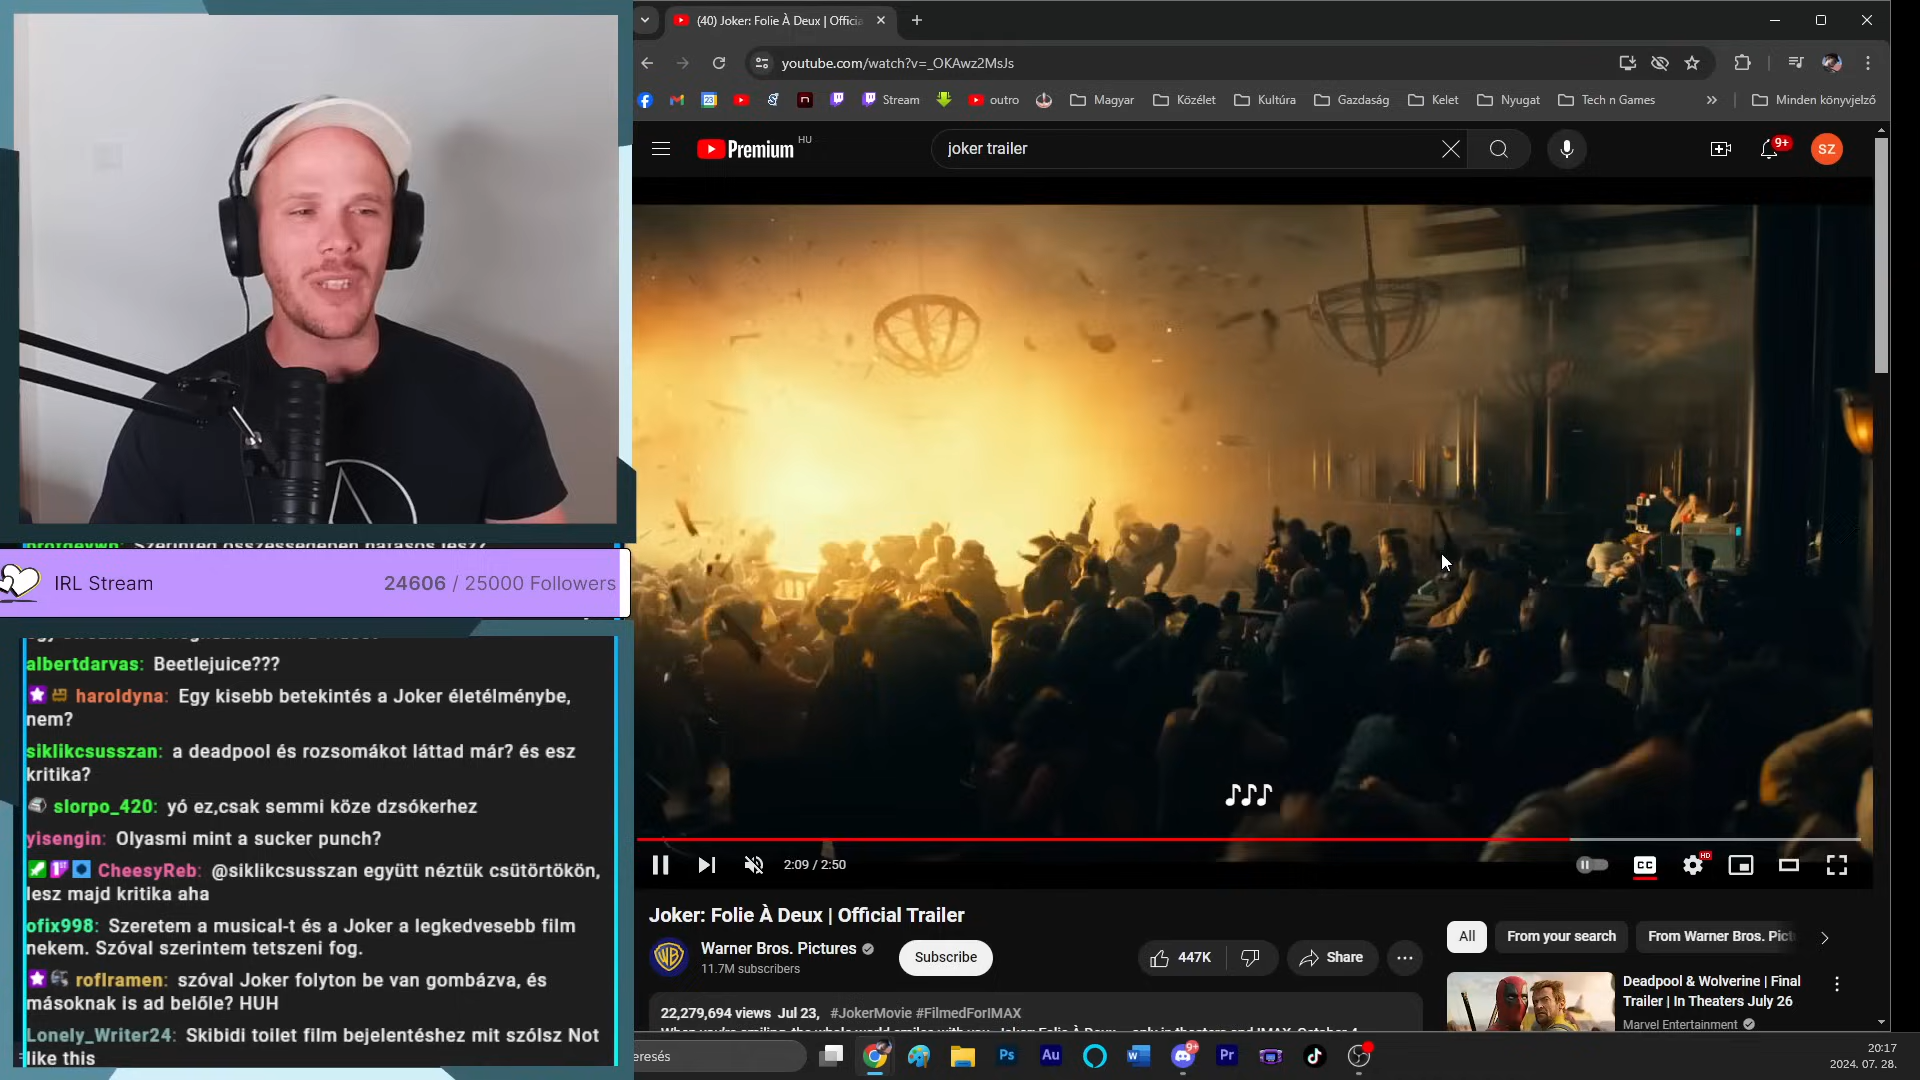 (40) Joker: Folie À Deux | Offici
youtube.com/watch?v=_OKAwz2MsJs
Stream
outro
Magyar
Közélet
Kultúra
Gazdaság
Kelet
Nyugat
Tech n Games
Minden könyvjelző
Premium HU
joker trailer
9+
SZ
IRL Stream
24606 / 25000 Followers
albertdarvas: Beetlejuice???
haroldyna: Egy kisebb betekintés a Joker életélménybe,
nem?
siklikcsusszan: a deadpool és rozsomákot láttad már? és esz
kritika?
slorpo_420: yó ez,csak semmi köze dzsókerhez
yisengin: Olyasmi mint a sucker punch?
CheesyReb: @siklikcsusszan együtt néztük csütörtökön,
lesz majd kritika aha
ofix998: Szeretem a musical-t és a Joker a legkedvesebb film
nekem. Szóval szerintem tetszeni fog.
roflramen: szóval Joker folyton be van gombázva, és
másoknak is ad belőle? HUH
Lonely_Writer24: Skibidi toilet film bejelentéshez mit szólsz Not
like this
♪♪♪
2:09 / 2:50
CC
HD
Joker: Folie À Deux | Official Trailer
Warner Bros. Pictures
11.7M subscribers
Subscribe
447K
Share
22,279,694 views Jul 23, #JokerMovie #FilmedForIMAX
All
From your search
From Warner Bros. Pict
Deadpool & Wolverine | Final
Trailer | In Theaters July 26
Marvel Entertainment
eresés
Ps
Au
Pr
9+
20:17
2024. 07. 28.